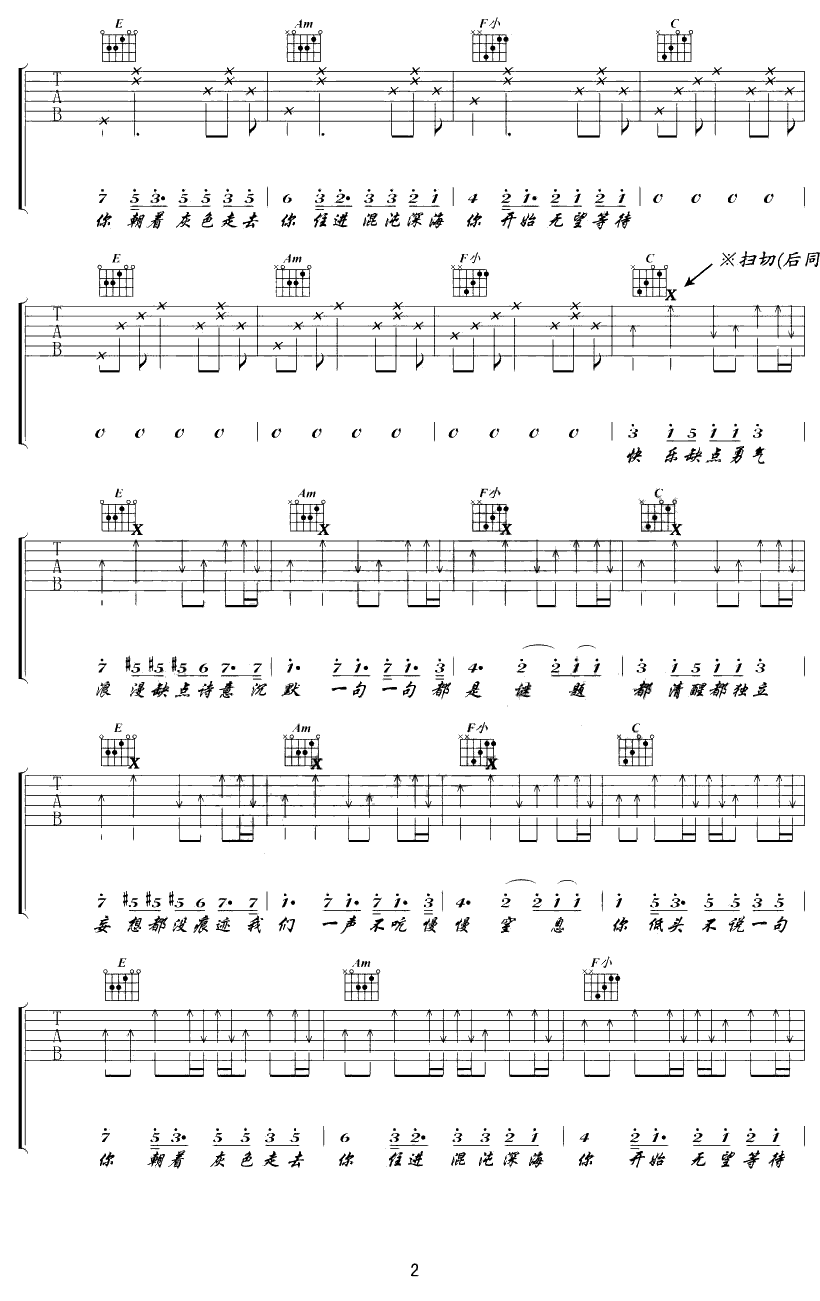 E Am F小 C
T A B
7 5 3· 5 5 3 5 | 6 3 2· 3 3 2 1 | 4 2 1· 2 1 2 1 | 0 0 0 0
你 朝着 灰色走去 你 往进 混沌深海 你 开始 无望等待
E Am F小 C ※扫切(后同
X
0 0 0 0 | 0 0 0 0 | 0 0 0 0 | 3 1 5 1 1 3
快 乐缺点勇气
E Am F小 C
X X X X
T A B
7 #5 #5 #5 6 7· 7 | 1· 7 1· 7 1· 3 | 4· 2 2 1 1 | 3 1 5 1 1 3
浪 漫缺点诗意 沉 默 一句一句 都 是 谜 题 都 清醒都独立
E Am F小 C
X X X
T A B
7 #5 #5 #5 6 7· 7 | 1· 7 1· 7 1· 3 | 4· 2 2 1 1 | 1 5 3· 5 5 3 5
妄 想都没痕迹 我 们 一声不吭 慢 慢 窒 息 你 低头 不说一句
E Am F小
T A B
7 5 3· 5 5 3 5 | 6 3 2· 3 3 2 1 | 4 2 1· 2 1 2 1
你 朝着 灰色走去 你 往进 混沌深海 你 开始 无望等待
2